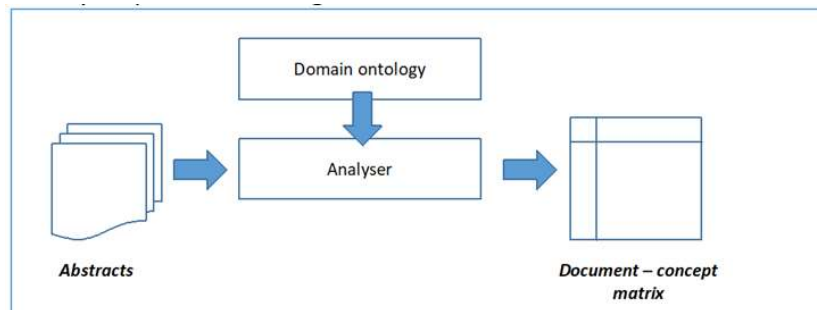 Domain ontology
Analyser
Abstracts
Document – concept
matrix